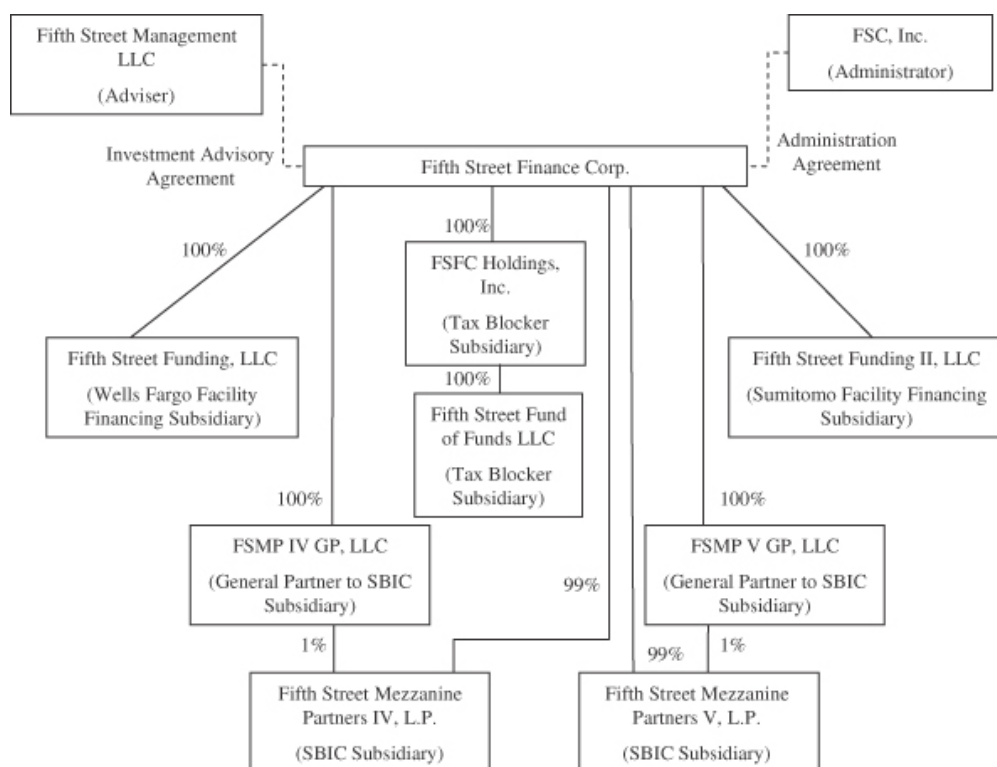 Fifth Street Management
LLC
(Adviser)
FSC, Inc.
(Administrator)
Investment Advisory
Agreement
Administration
Agreement
Fifth Street Finance Corp.
100%
100%
100%
FSFC Holdings,
Inc.
(Tax Blocker
Subsidiary)
Fifth Street Funding, LLC
(Wells Fargo Facility
Financing Subsidiary)
Fifth Street Funding II, LLC
(Sumitomo Facility Financing
Subsidiary)
100%
Fifth Street Fund
of Funds LLC
(Tax Blocker
Subsidiary)
100%
100%
FSMP IV GP, LLC
(General Partner to SBIC
Subsidiary)
99%
FSMP V GP, LLC
(General Partner to SBIC
Subsidiary)
1%
99%
1%
Fifth Street Mezzanine
Partners IV, L.P.
(SBIC Subsidiary)
Fifth Street Mezzanine
Partners V, L.P.
(SBIC Subsidiary)